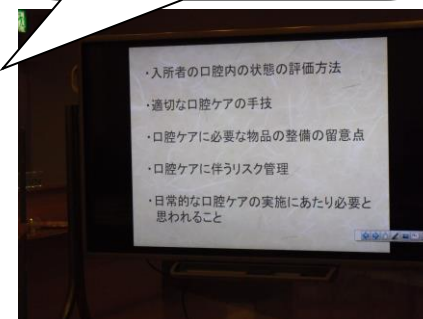 ・入所者の口腔内の状態の評価方法
・適切な口腔ケアの手技
・口腔ケアに必要な物品の整備の留意点
・口腔ケアに伴うリスク管理
・日常的な口腔ケアの実施にあたり必要と
思われること